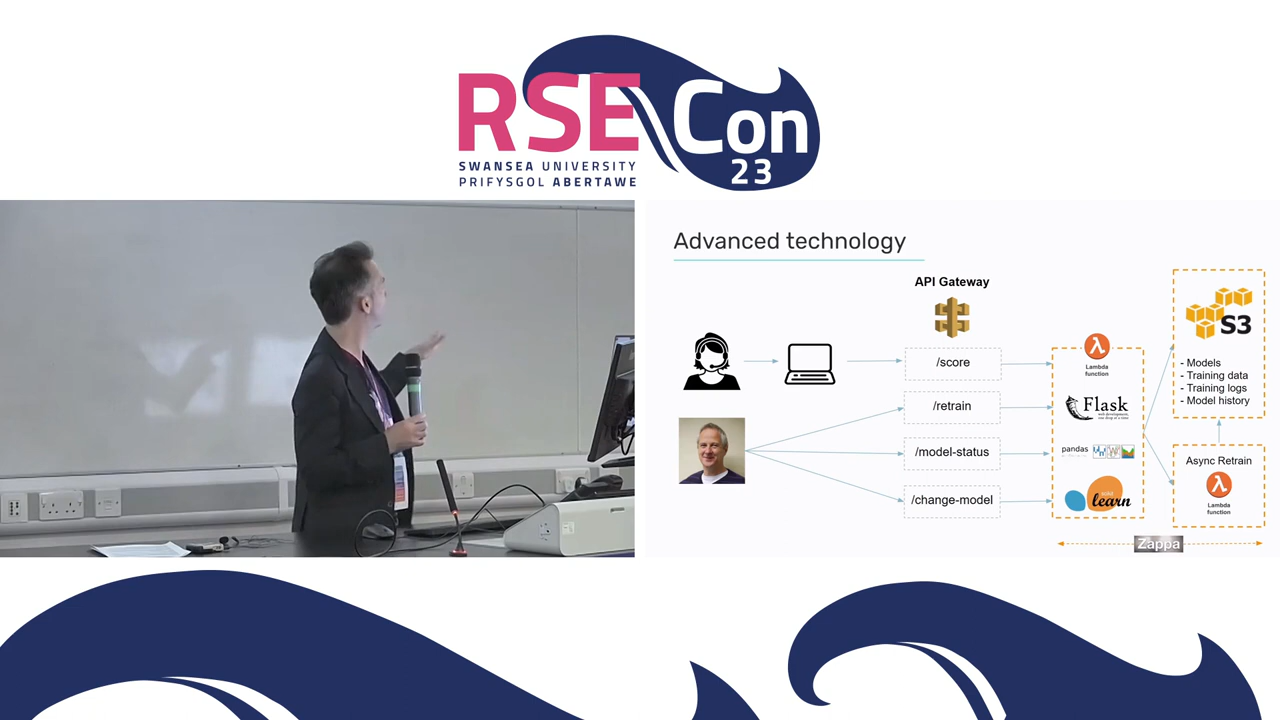 RSE Con
23
SWANSEA UNIVERSITY
PRIFYSGOL ABERTAWE
Advanced technology
API Gateway
/score
/retrain
/model-status
/change-model
λ
Lambda
function
Flask
pandas
learn
S3
- Models
- Training data
- Training logs
- Model history
Async Retrain
λ
Lambda
function
Zappa